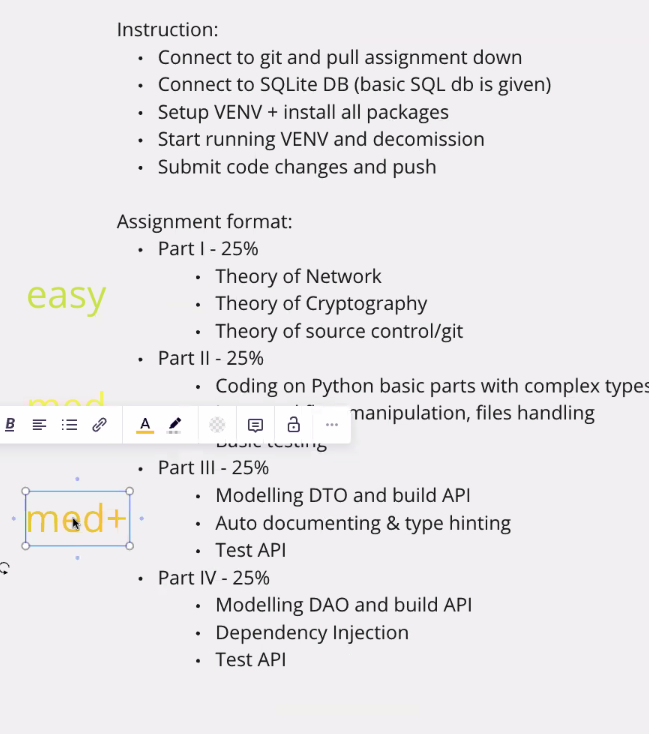 Instruction:
• Connect to git and pull assignment down
• Connect to SQLite DB (basic SQL db is given)
• Setup VENV + install all packages
• Start running VENV and decomission
• Submit code changes and push
Assignment format:
• Part I - 25%
easy
• Theory of Network
• Theory of Cryptography
• Theory of source control/git
• Part II - 25%
med
• Coding on Python basic parts with complex types
manipulation, files handling
Basic testing
B A
• Part III - 25%
med+
• Modelling DTO and build API
• Auto documenting & type hinting
• Test API
• Part IV - 25%
• Modelling DAO and build API
• Dependency Injection
• Test API